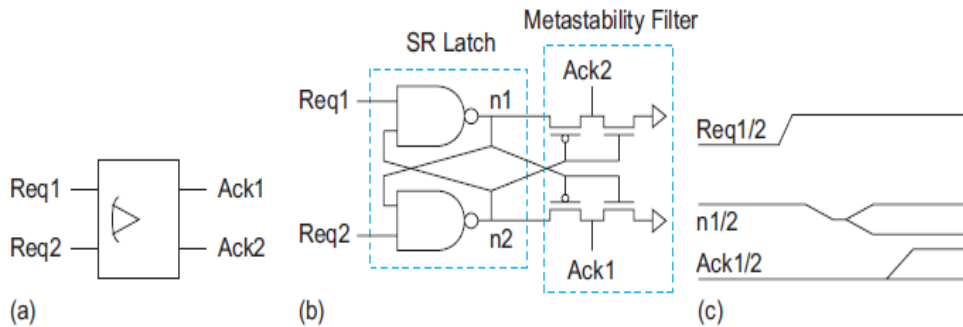 Metastability Filter
SR Latch
Ack2
Req1
n1
Req1/2
Req1
Ack1
Req2
Ack2
n1/2
Req2
n2
Ack1
Ack1/2
(a)
(b)
(c)